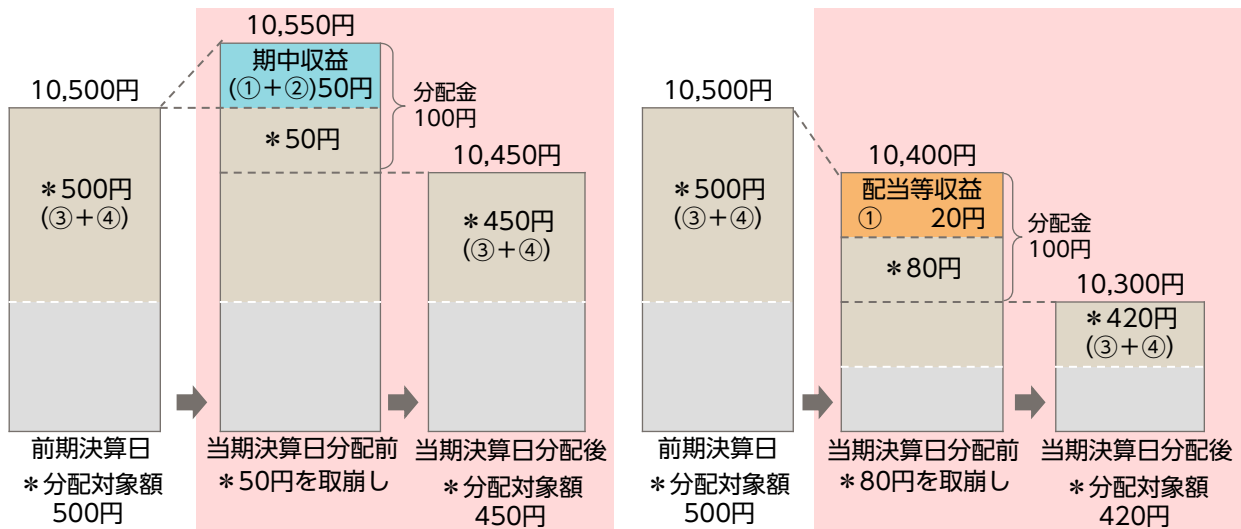 10,500円
＊500円
(③＋④)
前期決算日
＊分配対象額
500円
10,550円
期中収益
(①＋②)50円
＊50円
分配金
100円
当期決算日分配前
＊50円を取崩し
10,450円
＊450円
(③＋④)
当期決算日分配後
＊分配対象額
450円
10,500円
＊500円
(③＋④)
前期決算日
＊分配対象額
500円
10,400円
配当等収益
① 20円
＊80円
分配金
100円
当期決算日分配前
＊80円を取崩し
10,300円
＊420円
(③＋④)
当期決算日分配後
＊分配対象額
420円